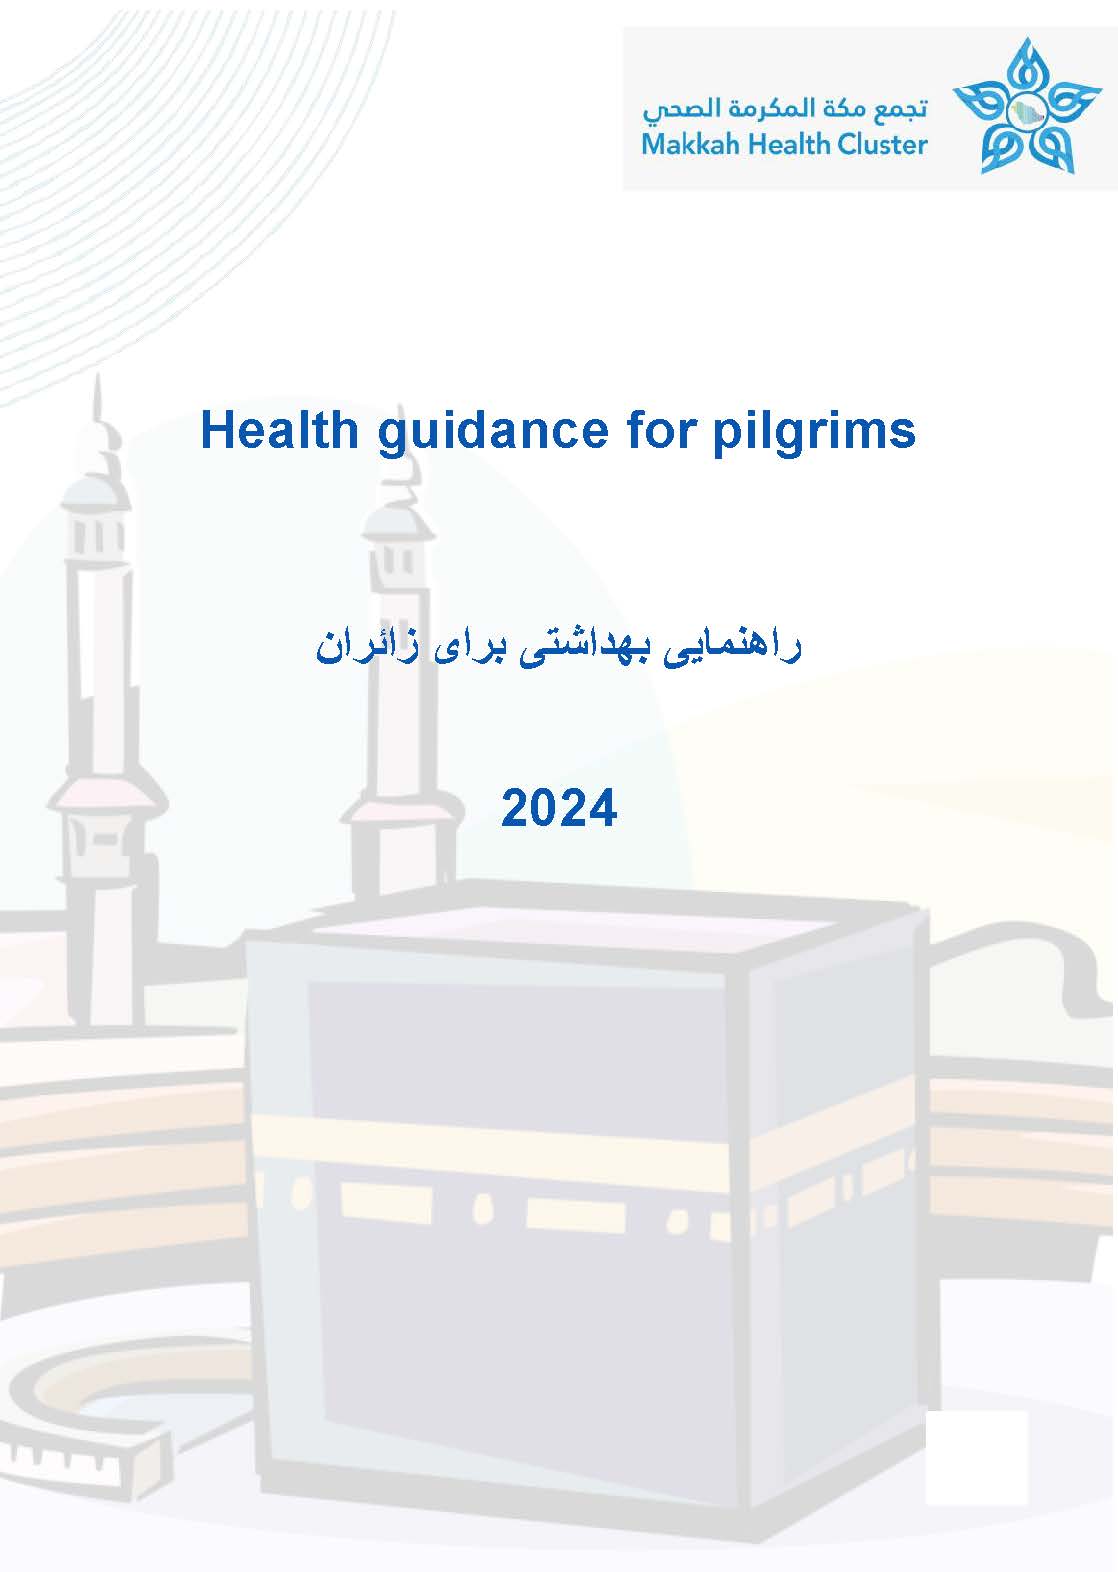 تجمع مكة المكرمة الصحي
Makkah Health Cluster
Health guidance for pilgrims
راهنمایی بهداشتی برای زائران
2024